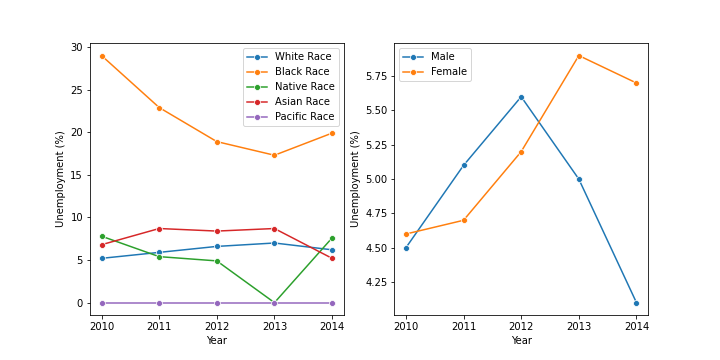 30
25
20
15
10
5
0
Unemployment (%)
2010 2011 2012 2013 2014
Year
White Race
Black Race
Native Race
Asian Race
Pacific Race
5.75
5.50
5.25
5.00
4.75
4.50
4.25
Unemployment (%)
2010 2011 2012 2013 2014
Year
Male
Female